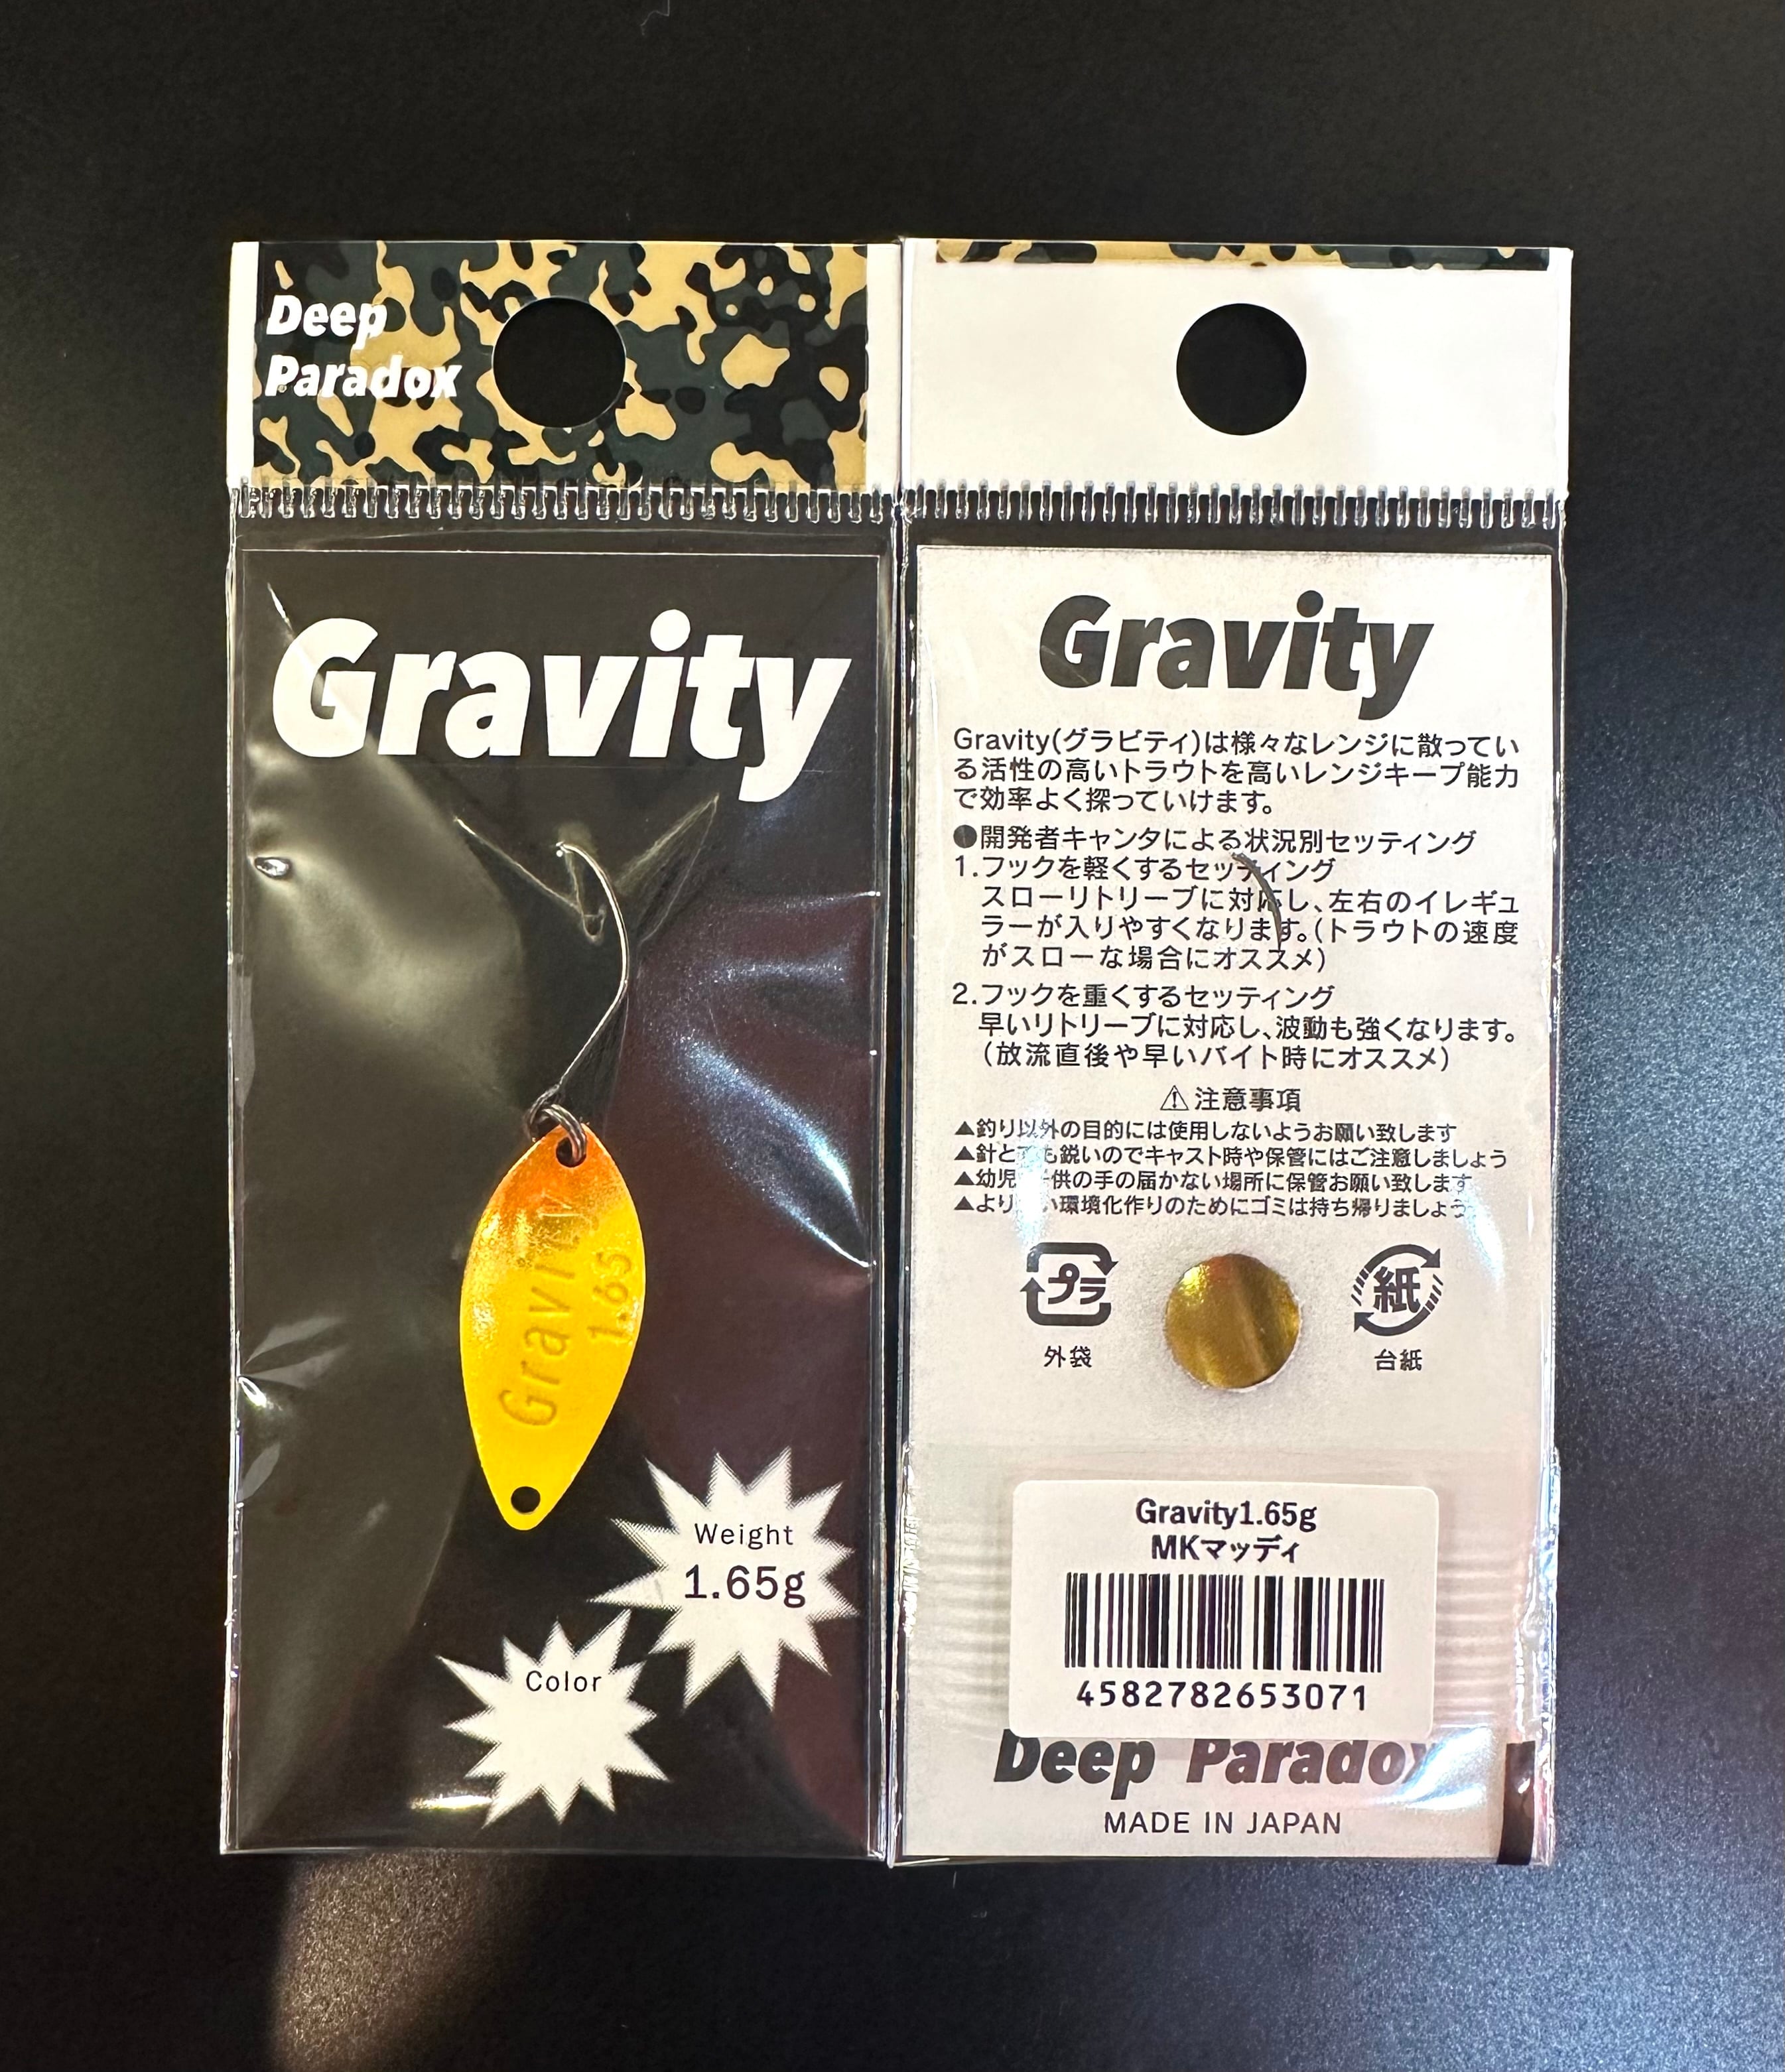 Deep
Paradox
Gravity
Gravity
1.65
Weight
1.65g
Color
Gravity
Gravity(グラビティ)は様々なレンジに散ってい
る活性の高いトラウトを高いレンジキープ能力
で効率よく探っていけます。
●開発者キャンタによる状況別セッティング
1.フックを軽くするセッティング
スローリトリーブに対応し、左右のイレギュ
ラーが入りやすくなります。(トラウトの速度
がスローな場合にオススメ)
2.フックを重くするセッティング
早いリトリーブに対応し、波動も強くなります。
(放流直後や早いバイト時にオススメ)
⚠注意事項
▲釣り以外の目的には使用しないようお願い致します
▲針とても鋭いのでキャスト時や保管にはご注意しましょう
▲幼児 供の手の届かない場所に保管お願い致します
▲より い環境化作りのためにゴミは持ち帰りましょう
プラ
外袋
紙
台紙
Gravity1.65g
MKマッディ
4582782653071
Deep Paradox
MADE IN JAPAN